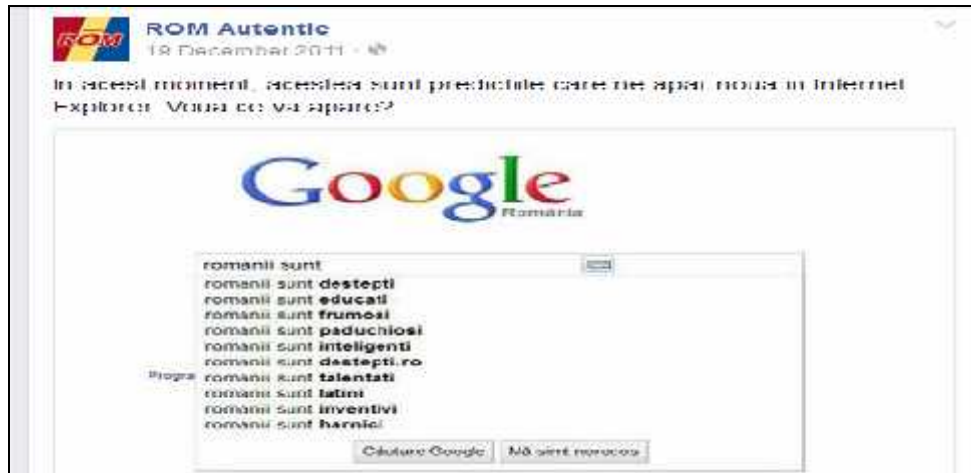 ROM
ROM Autentic
19 December 2011
In acest moment, acestea sunt predictiile care ne apar noua in Internet
Explorer. Voua ce va apare?
Google
România
romanii sunt
romanii sunt destepti
romanii sunt educati
romanii sunt frumosi
romanii sunt paduchiosi
romanii sunt inteligenti
romanii sunt destepti.ro
Progra
romanii sunt talentati
romanii sunt latini
romanii sunt inventivi
romanii sunt harnici
Căutare Google
Mă simt norocos